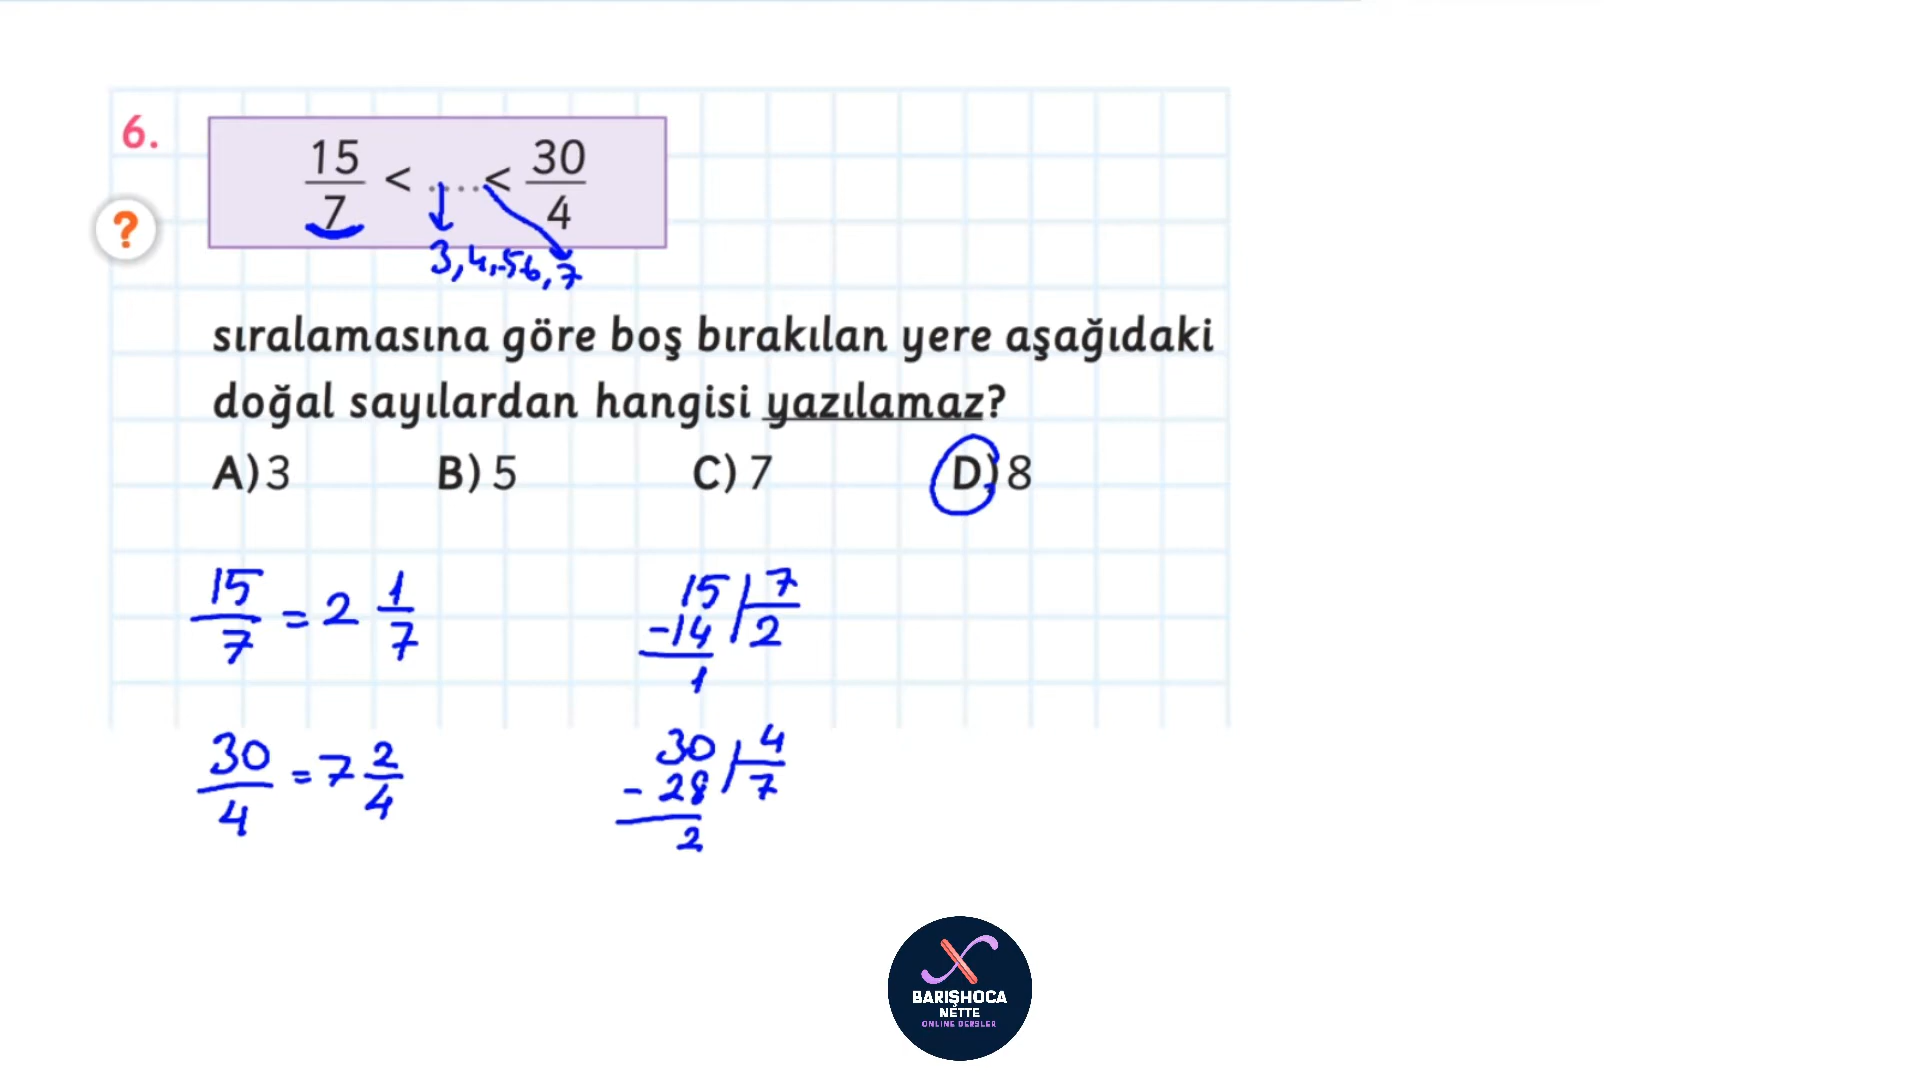 6.
15/7 < ....< 30/4
?
3,4,56,7
sıralamasına göre boş bırakılan yere aşağıdaki
doğal sayılardan hangisi yazılamaz?
A) 3 B) 5 C) 7 D) 8
15/7 = 2 1/7
15 | 7
-14 | 2
1
30/4 = 7 2/4
30 | 4
- 28 | 7
2
BARIŞHOCA
NETTE
ONLINE DERSLER